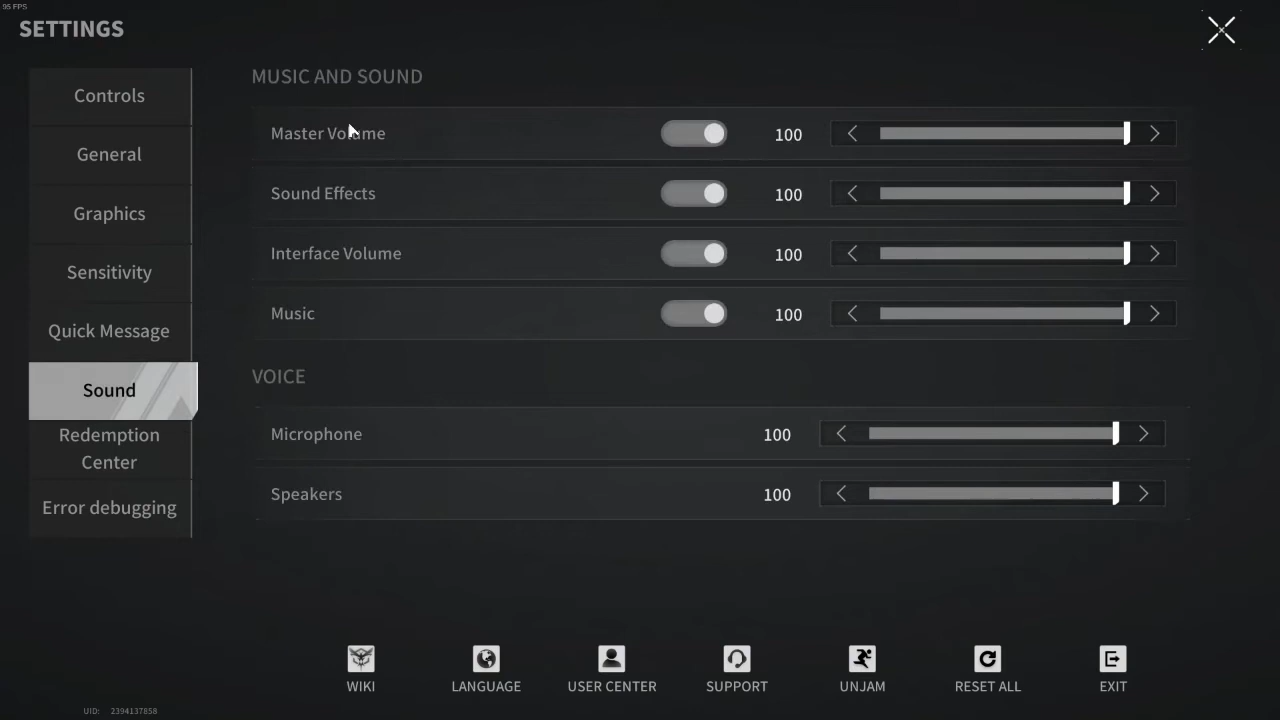 95 FPS
SETTINGS
Controls
General
Graphics
Sensitivity
Quick Message
Sound
Redemption
Center
Error debugging
MUSIC AND SOUND
Master Volume 100
Sound Effects 100
Interface Volume 100
Music 100
VOICE
Microphone 100
Speakers 100
WIKI
LANGUAGE
USER CENTER
SUPPORT
UNJAM
RESET ALL
EXIT
UID: 2394137858